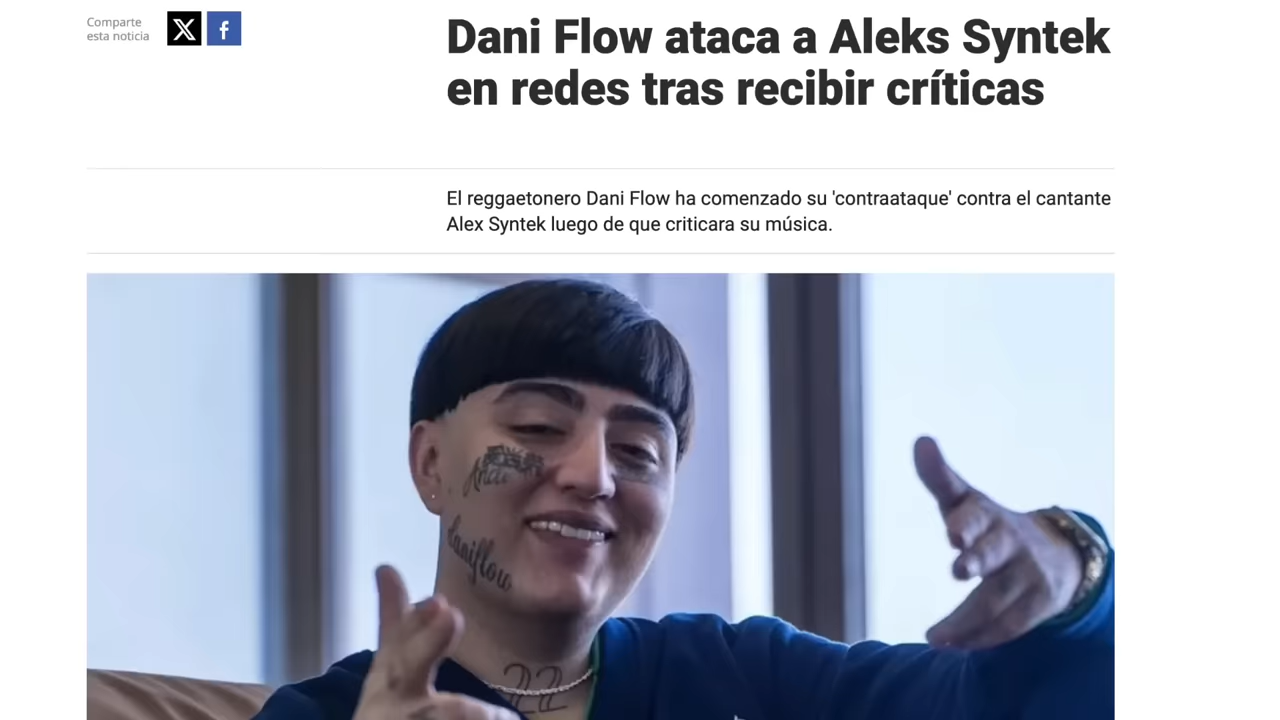 Comparte
esta noticia
Dani Flow ataca a Aleks Syntek
en redes tras recibir críticas
El reggaetonero Dani Flow ha comenzado su 'contraataque' contra el cantante
Alex Syntek luego de que criticara su música.
daniflow
22